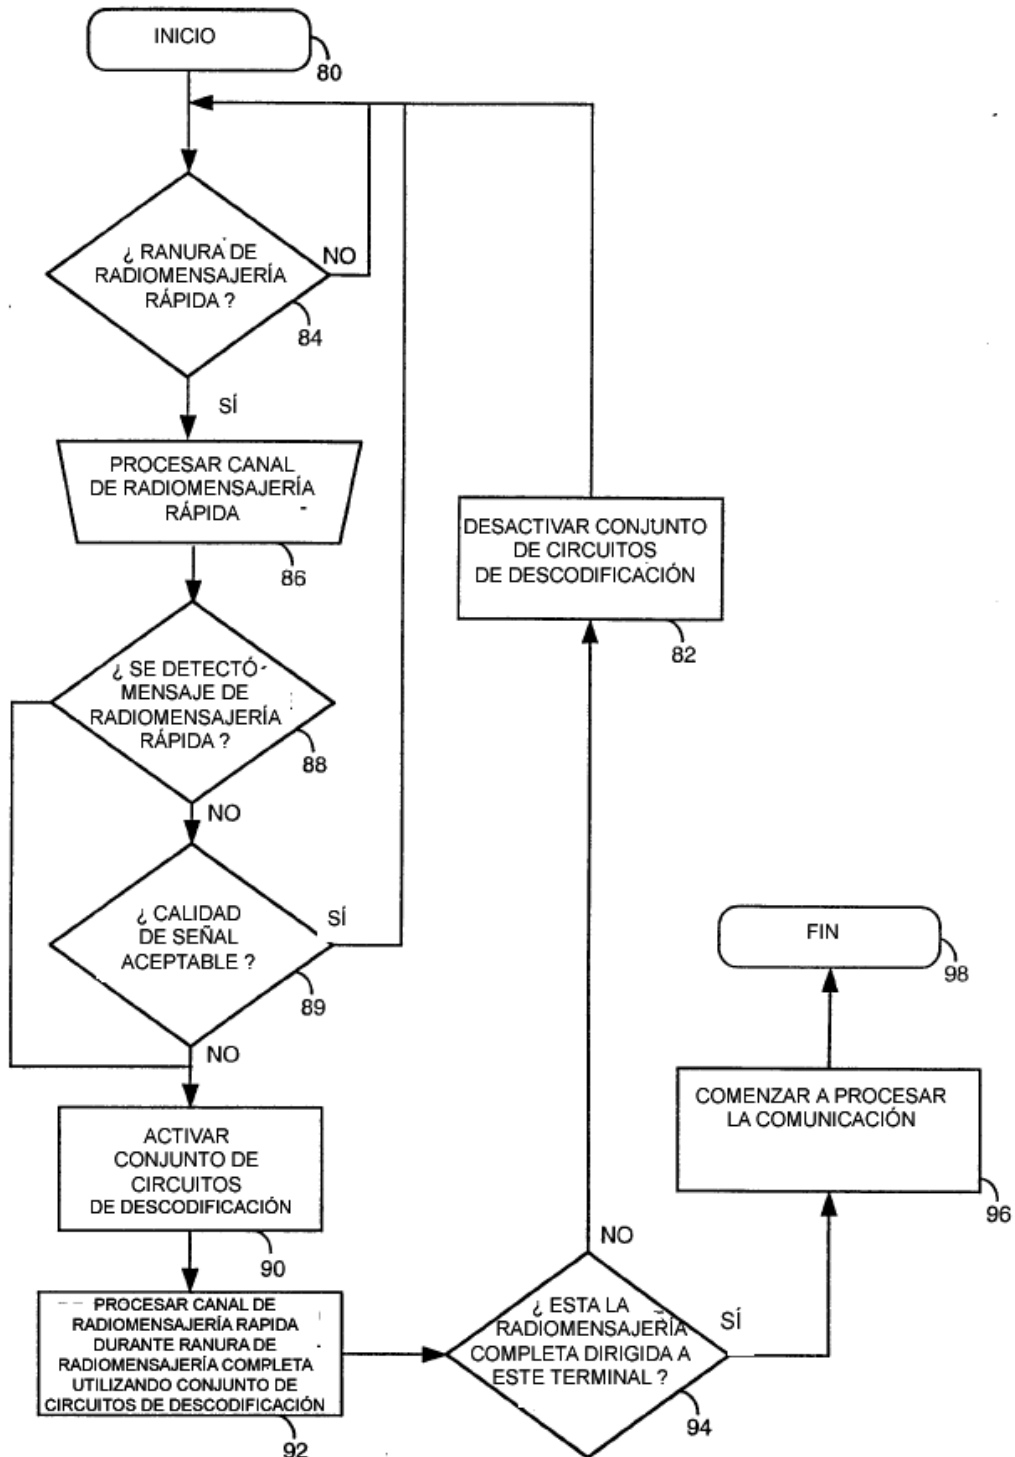 INICIO
80
¿ RANURA DE
RADIOMENSAJERÍA
RÁPIDA ?
NO
84
SÍ
PROCESAR CANAL
DE RADIOMENSAJERÍA
RÁPIDA
86
¿ SE DETECTÓ
MENSAJE DE
RADIOMENSAJERÍA
RÁPIDA ?
88
NO
¿ CALIDAD
DE SEÑAL
ACEPTABLE ?
SÍ
89
NO
ACTIVAR
CONJUNTO DE
CIRCUITOS
DE DESCODIFICACIÓN
90
PROCESAR CANAL DE
RADIOMENSAJERÍA RAPIDA
DURANTE RANURA DE
RADIOMENSAJERÍA COMPLETA
UTILIZANDO CONJUNTO DE
CIRCUITOS DE DESCODIFICACIÓN
92
DESACTIVAR CONJUNTO
DE CIRCUITOS
DE DESCODIFICACIÓN
82
NO
¿ ESTA LA
RADIOMENSAJERÍA
COMPLETA DIRIGIDA A
ESTE TERMINAL ?
SÍ
94
COMENZAR A PROCESAR
LA COMUNICACIÓN
96
FIN
98